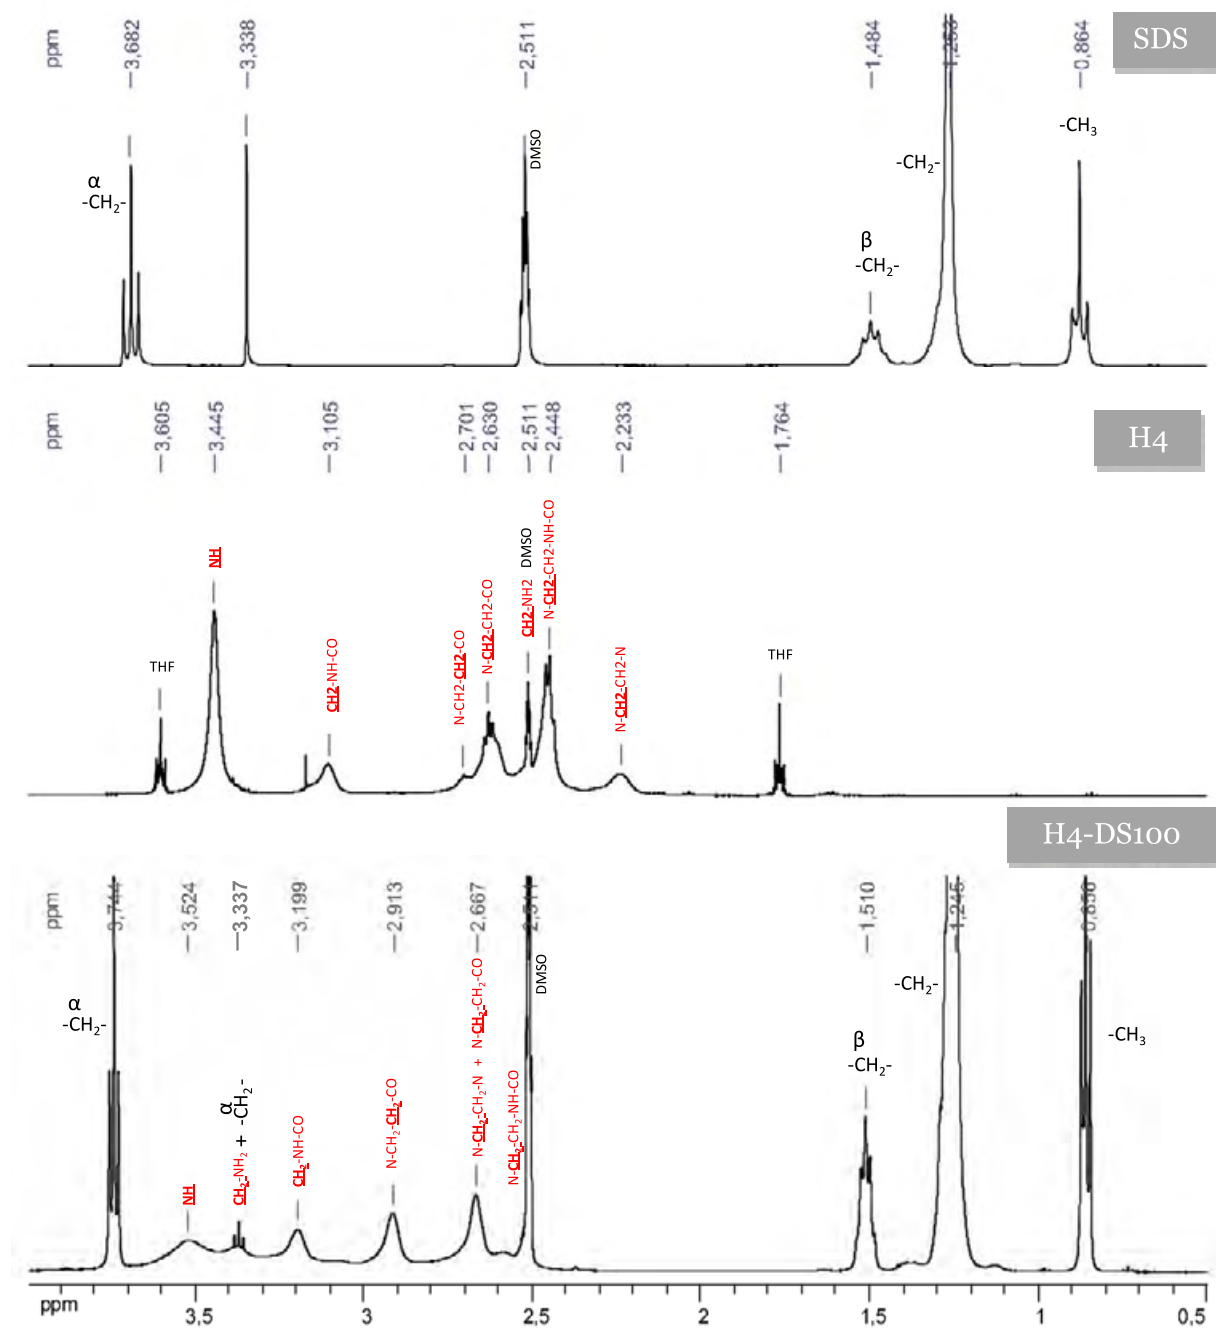 ppm
3,682
3,338
2,511
1,484
1,253
0,864
SDS
α
-CH2-
DMSO
β
-CH2-
-CH2-
-CH3
ppm
3,605
3,445
3,105
2,701
2,630
2,511
2,448
2,233
1,764
H4
THF
NH
CH2-NH-CO
N-CH2-CH2-CO
N-CH2-CH2-CO
CH2-NH2
DMSO
N-CH2-CH2-NH-CO
N-CH2-CH2-N
THF
H4-DS100
ppm
3,744
3,524
3,337
3,199
2,913
2,667
2,511
1,510
1,245
α
-CH2-
NH
CH2-NH2 + -CH2-
α
CH2-NH-CO
N-CH2-CH2-CO
N-CH2-CH2-N + N-CH2-CH2-CO
N-CH2-CH2-NH-CO
DMSO
β
-CH2-
-CH2-
-CH3
ppm
3,5
3
2,5
2
1,5
1
0,5